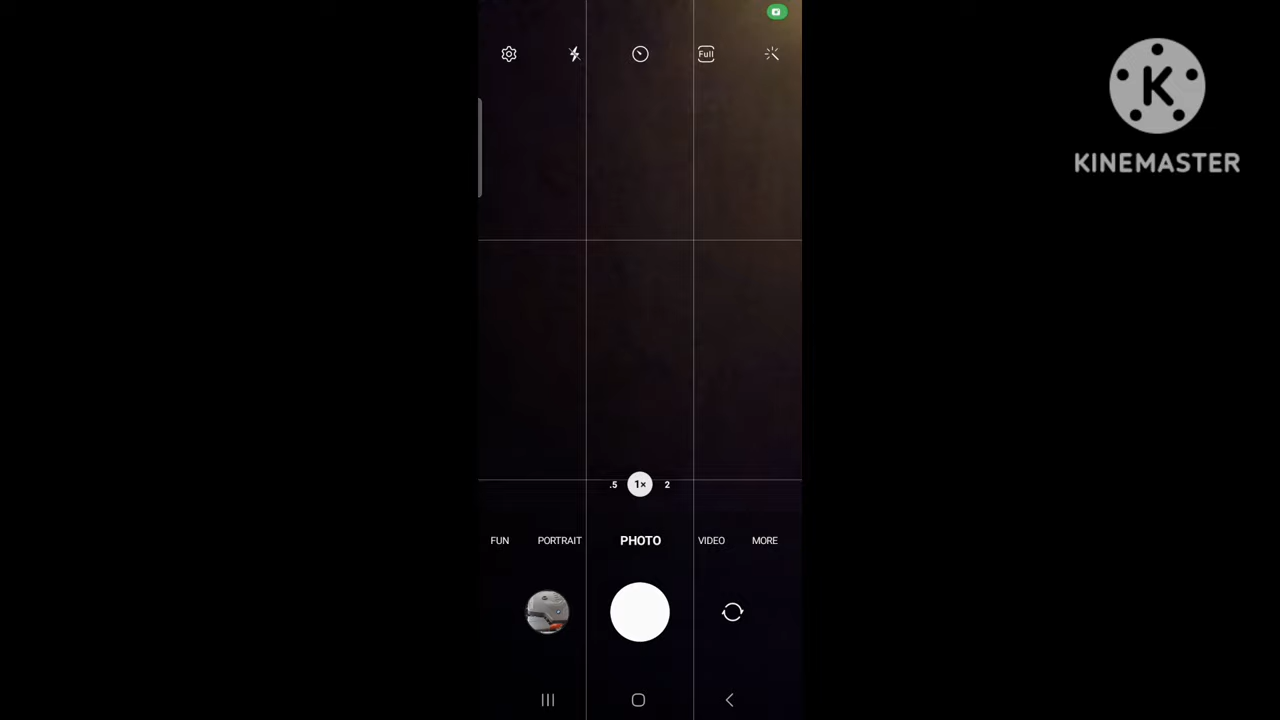 Full
K
KINEMASTER
.5 1× 2
FUN PORTRAIT PHOTO VIDEO MORE